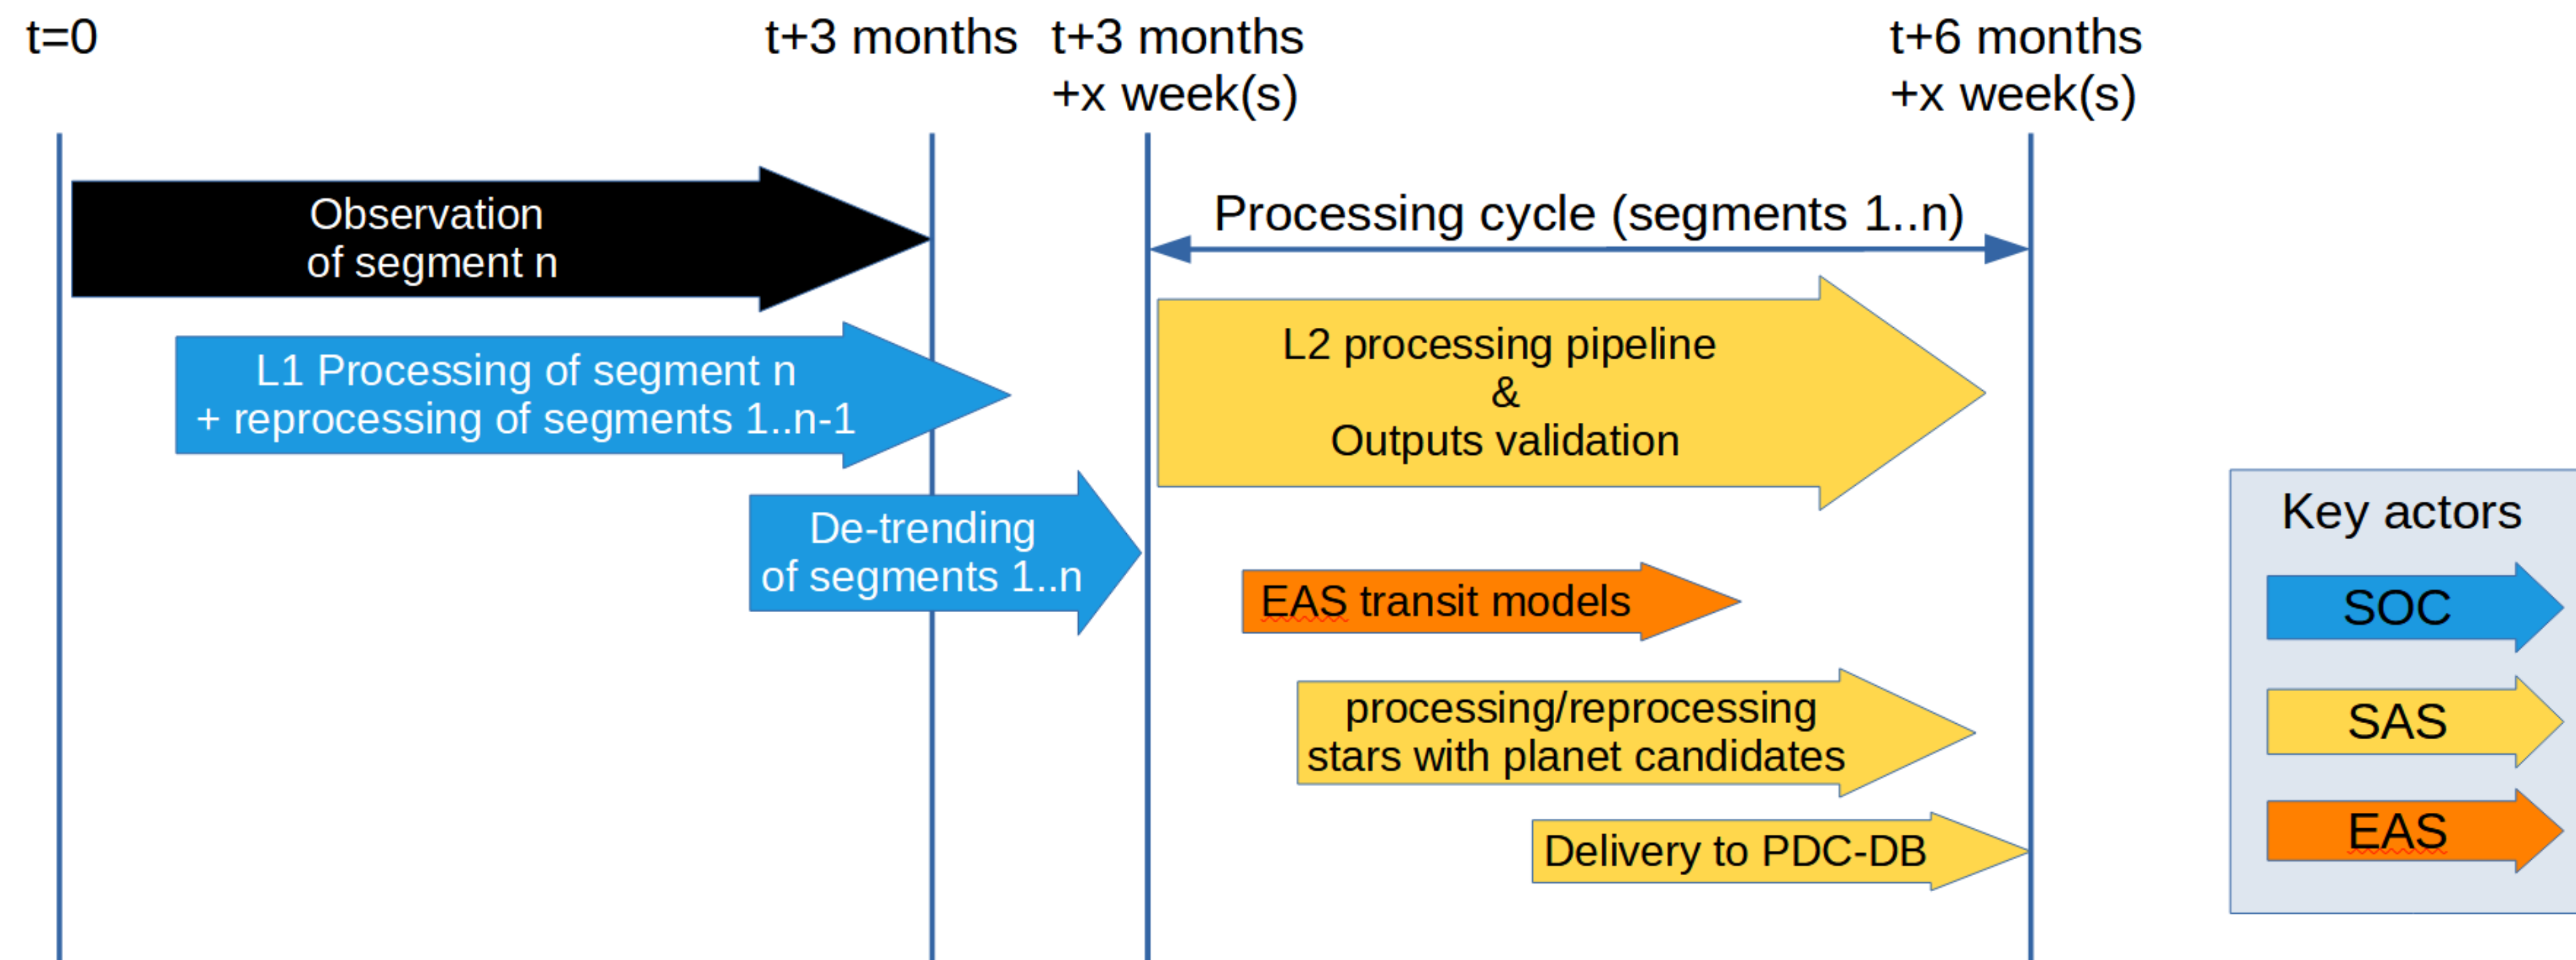 t=0
t+3 months
t+3 months
+x week(s)
t+6 months
+x week(s)
Observation
of segment n
Processing cycle (segments 1..n)
L1 Processing of segment n
+ reprocessing of segments 1..n-1
L2 processing pipeline
&
Outputs validation
De-trending
of segments 1..n
EAS transit models
processing/reprocessing
stars with planet candidates
Delivery to PDC-DB
Key actors
SOC
SAS
EAS